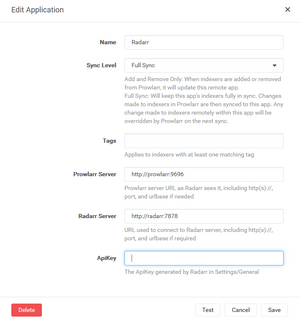 Edit Application
×
Name
Radarr
Sync Level
Full Sync
Add and Remove Only: When indexers are added or removed
from Prowlarr, it will update this remote app.
Full Sync: Will keep this app's indexers fully in sync. Changes
made to indexers in Prowlarr are then synced to this app. Any
change made to indexers remotely within this app will be
overridden by Prowlarr on the next sync.
Tags
Applies to indexers with at least one matching tag
Prowlarr Server
http://prowlarr:9696
Prowlarr server URL as Radarr sees it, including http(s)://,
port, and urlbase if needed
Radarr Server
http://radarr:7878
URL used to connect to Radarr server, including http(s)://,
port, and urlbase if required
ApiKey
The ApiKey generated by Radarr in Settings/General
Delete
Test
Cancel
Save